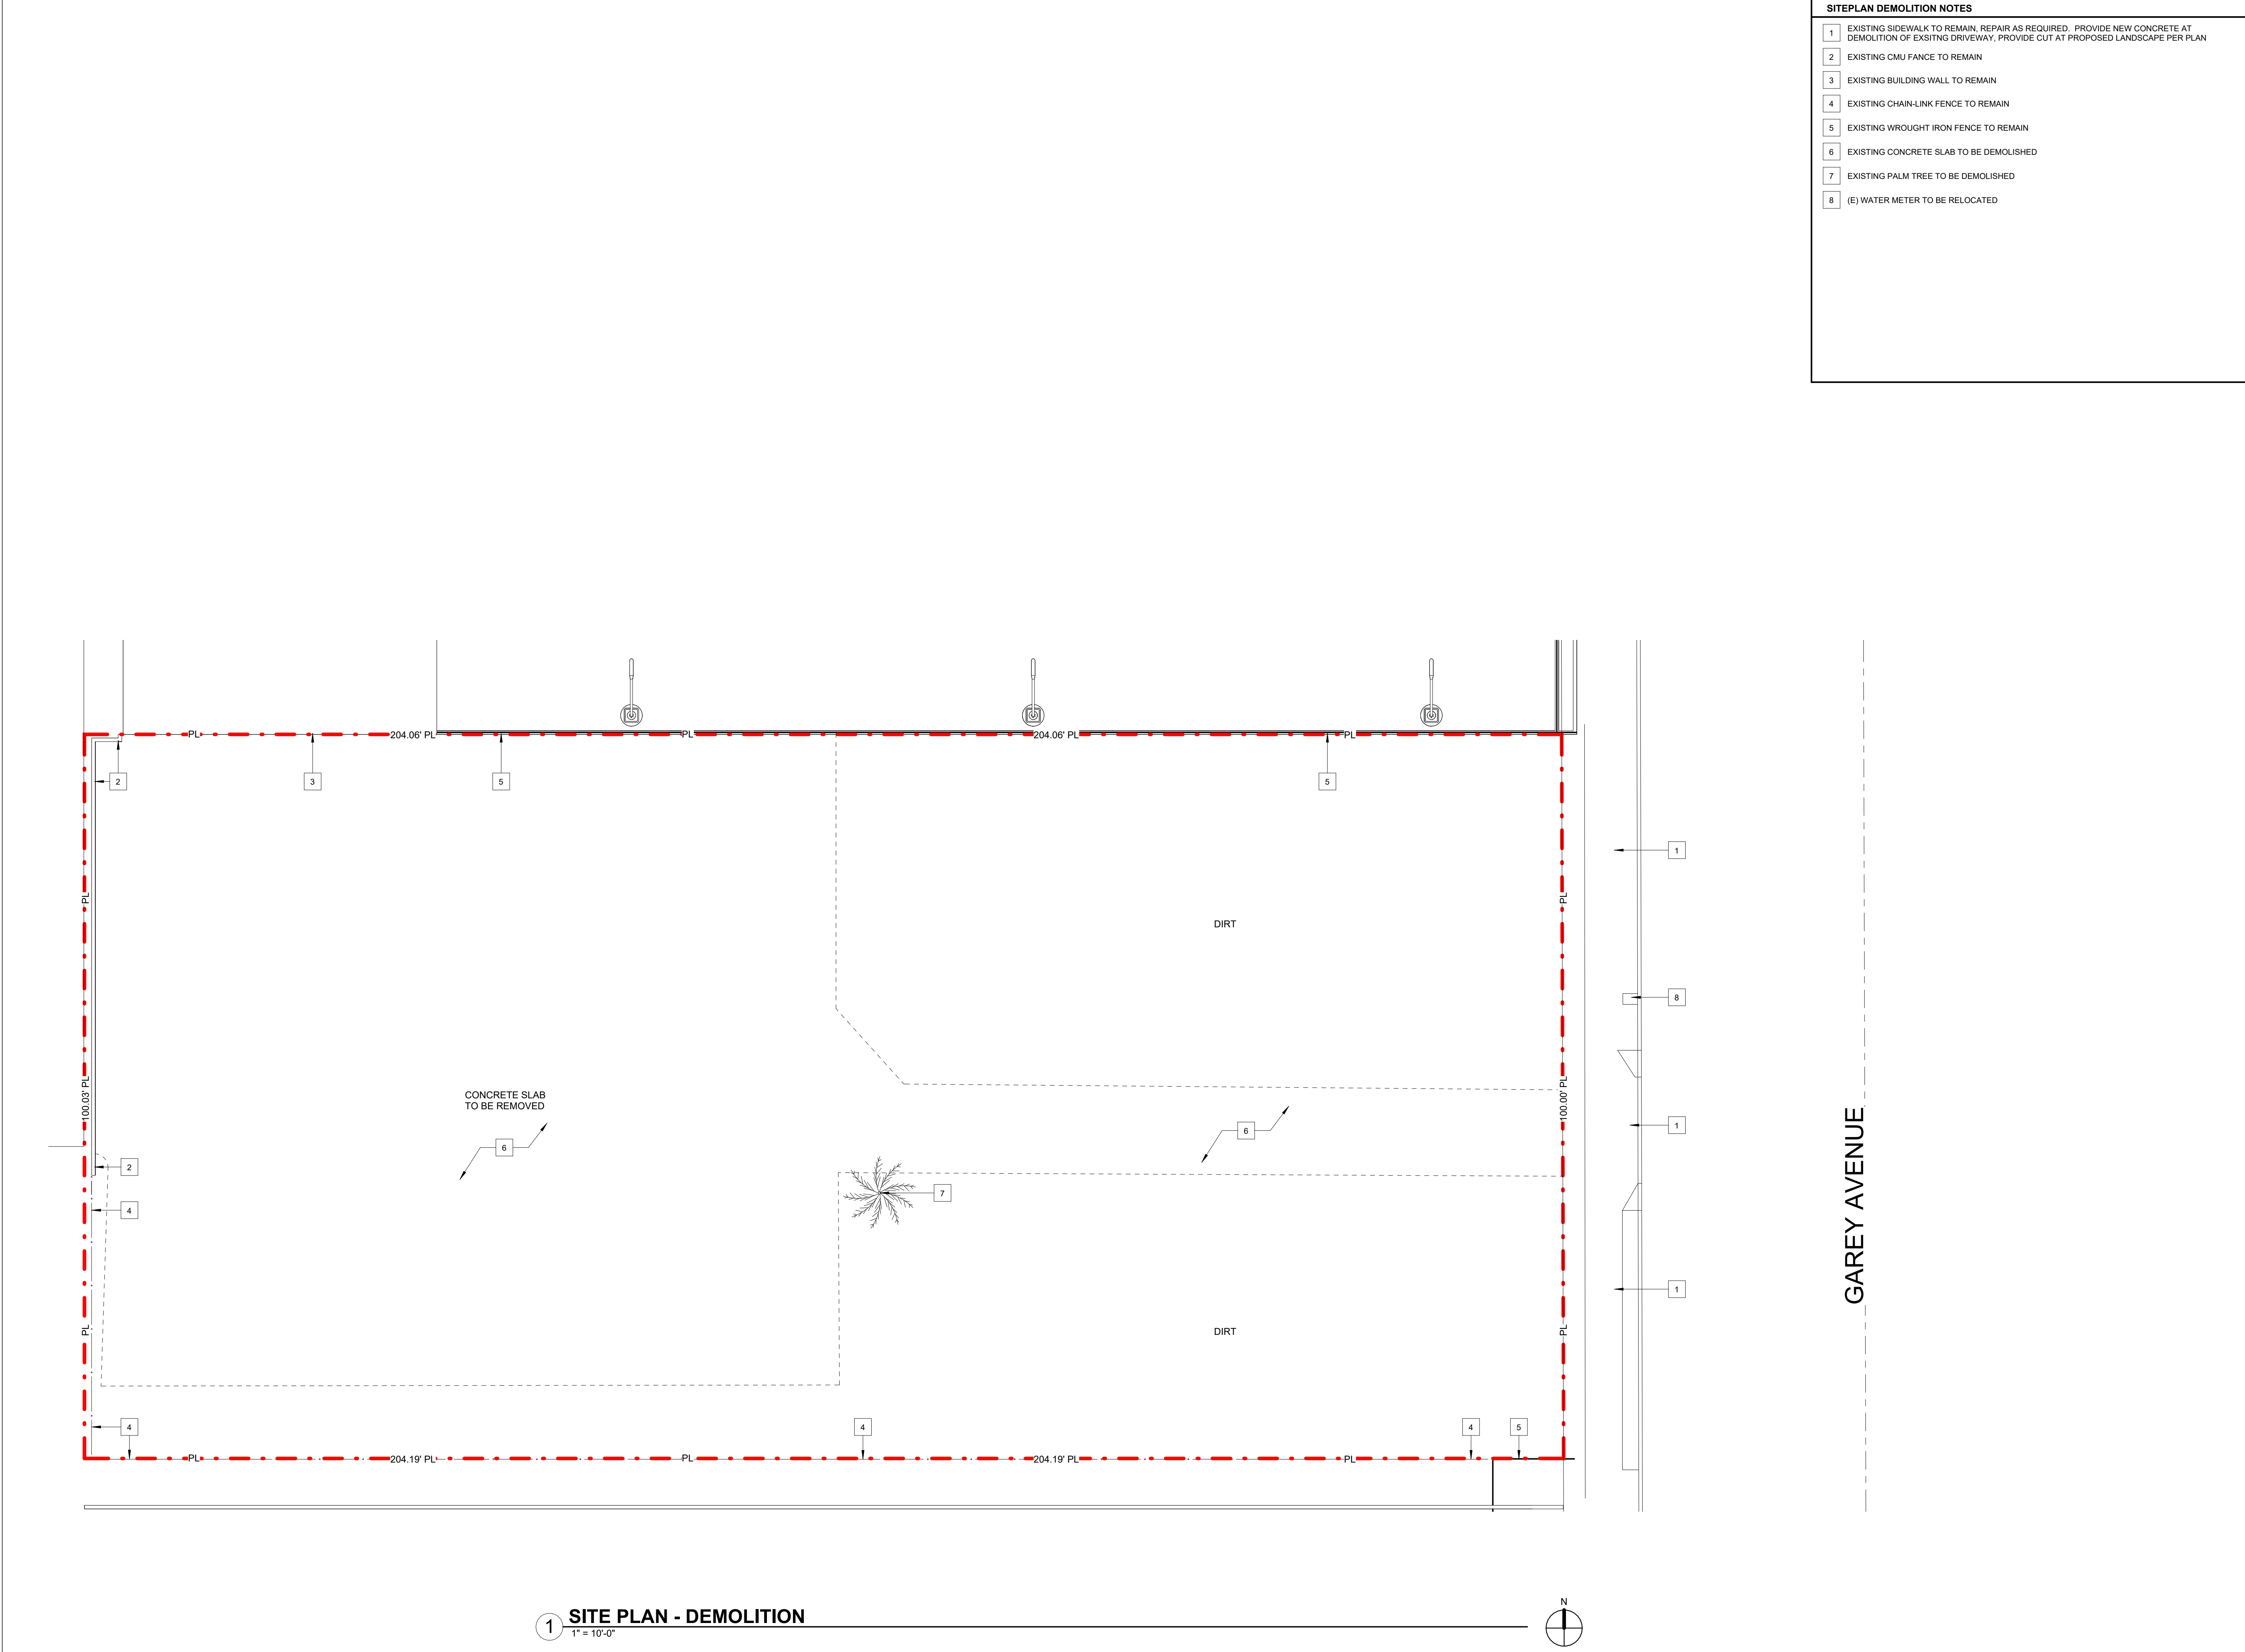 SITEPLAN DEMOLITION NOTES
1 EXISTING SIDEWALK TO REMAIN, REPAIR AS REQUIRED. PROVIDE NEW CONCRETE AT
DEMOLITION OF EXSITNG DRIVEWAY, PROVIDE CUT AT PROPOSED LANDSCAPE PER PLAN
2 EXISTING CMU FANCE TO REMAIN
3 EXISTING BUILDING WALL TO REMAIN
4 EXISTING CHAIN-LINK FENCE TO REMAIN
5 EXISTING WROUGHT IRON FENCE TO REMAIN
6 EXISTING CONCRETE SLAB TO BE DEMOLISHED
7 EXISTING PALM TREE TO BE DEMOLISHED
8 (E) WATER METER TO BE RELOCATED
PL
204.06' PL
PL
204.06' PL
PL
2
3
5
5
1
PL
PL
DIRT
8
100.03' PL
100.00' PL
CONCRETE SLAB
TO BE REMOVED
6
6
1
2
7
4
GAREY AVENUE
1
PL
DIRT
PL
4
4
4
5
PL
204.19' PL
PL
204.19' PL
PL
N
1
SITE PLAN - DEMOLITION
1" = 10'-0"